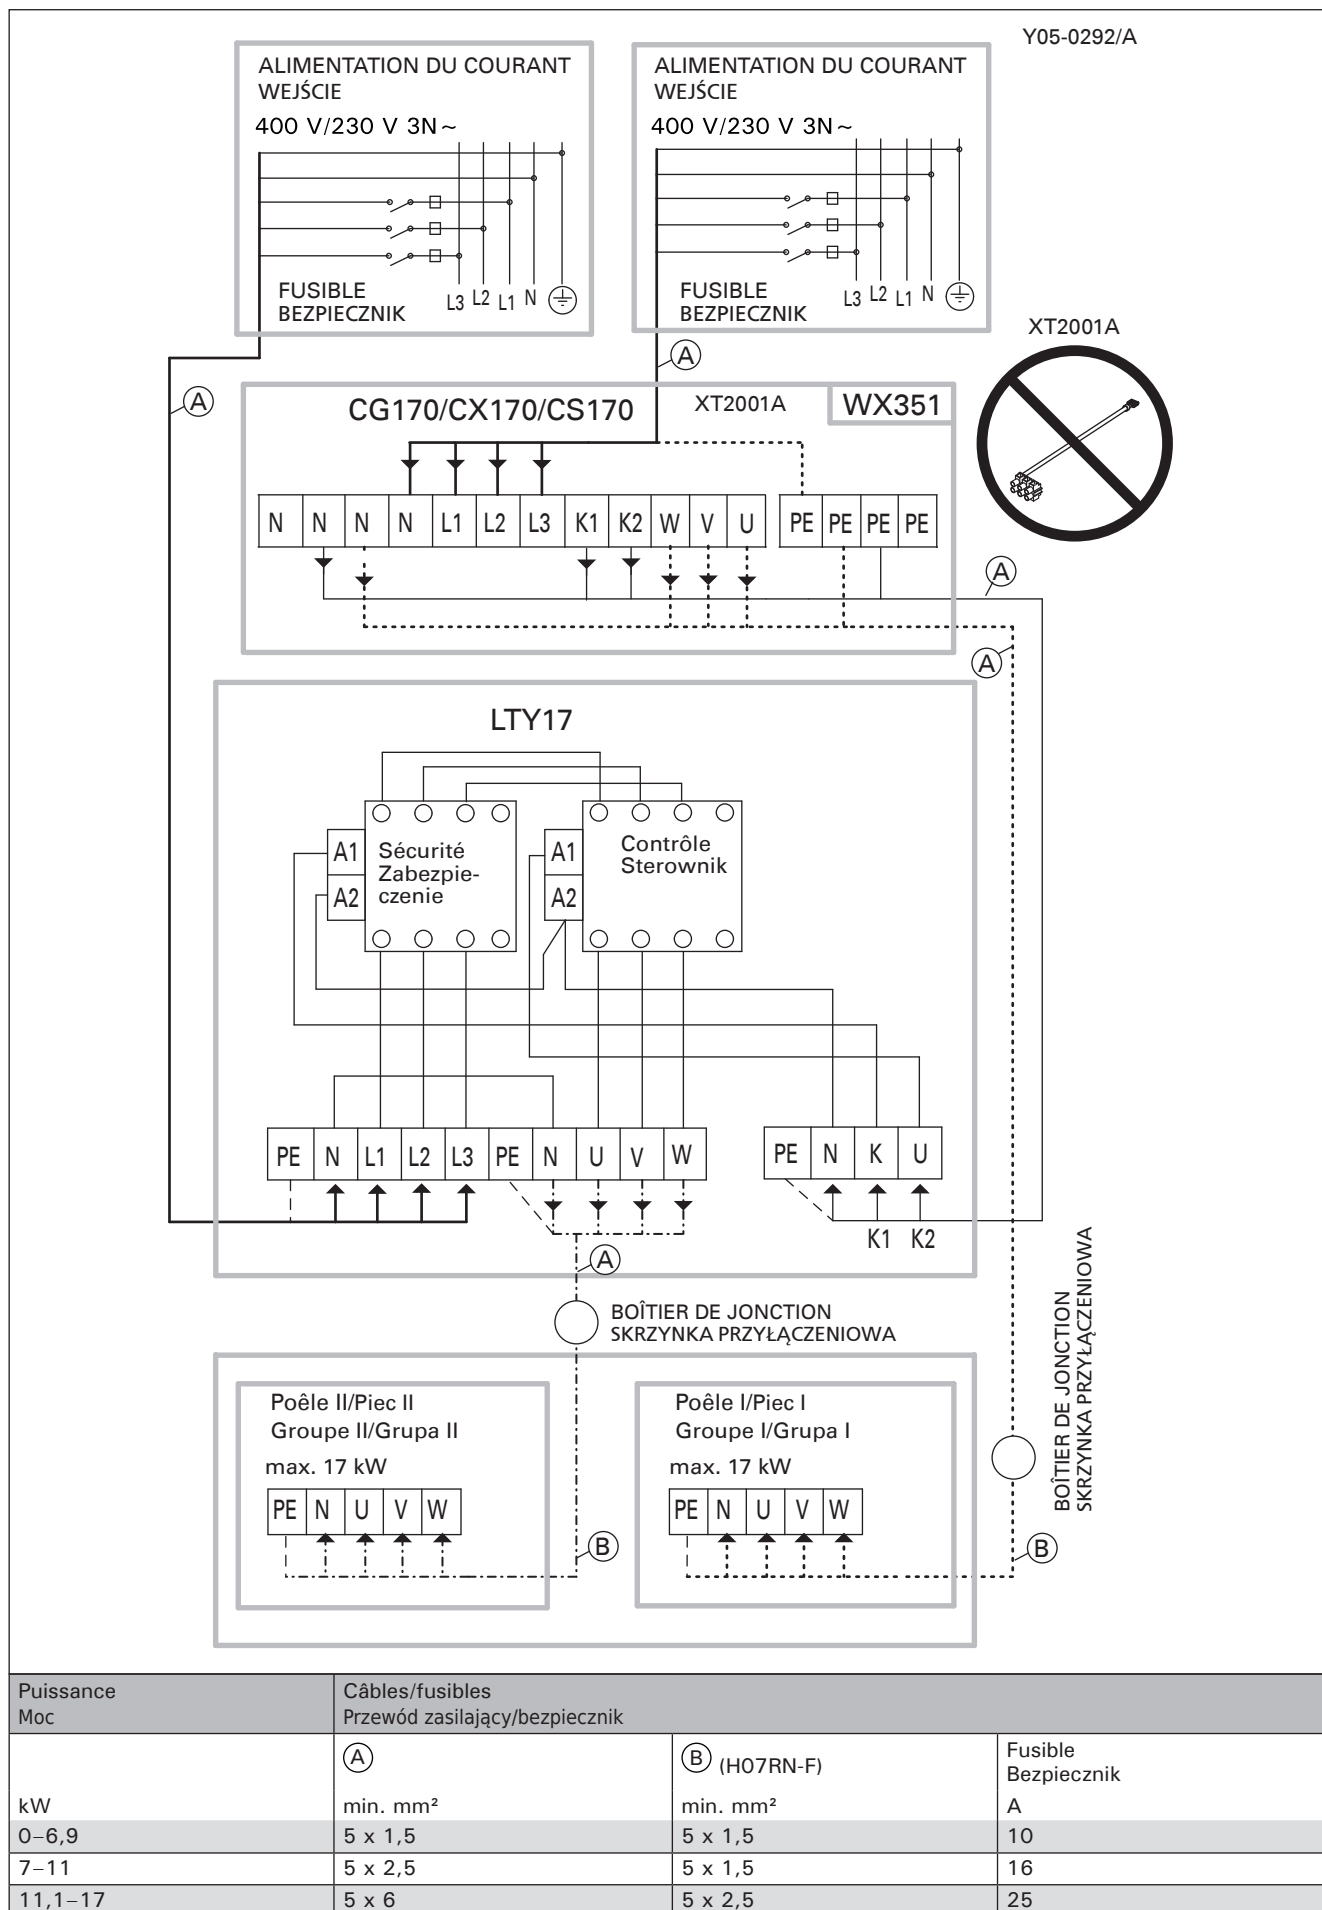 Y05-0292/A
ALIMENTATION DU COURANT
WEJŚCIE
400 V/230 V 3N~
FUSIBLE
BEZPIECZNIK
L3 L2 L1 N
ALIMENTATION DU COURANT
WEJŚCIE
400 V/230 V 3N~
FUSIBLE
BEZPIECZNIK
L3 L2 L1 N
XT2001A
A
A
CG170/CX170/CS170
XT2001A
WX351
N N N N L1 L2 L3 K1 K2 W V U PE PE PE PE
A
A
LTY17
A1
A2
Sécurité
Zabezpie-
czenie
A1
A2
Contrôle
Sterownik
PE N L1 L2 L3 PE N U V W
PE N K U
K1 K2
A
BOÎTIER DE JONCTION
SKRZYNKA PRZYŁĄCZENIOWA
BOÎTIER DE JONCTION
SKRZYNKA PRZYŁĄCZENIOWA
Poêle II/Piec II
Groupe II/Grupa II
max. 17 kW
PE N U V W
B
Poêle I/Piec I
Groupe I/Grupa I
max. 17 kW
PE N U V W
B
Puissance
Moc
Câbles/fusibles
Przewód zasilający/bezpiecznik
A
B (H07RN-F)
Fusible
Bezpiecznik
kW min. mm² min. mm² A
0–6,9 5 x 1,5 5 x 1,5 10
7–11 5 x 2,5 5 x 1,5 16
11,1–17 5 x 6 5 x 2,5 25